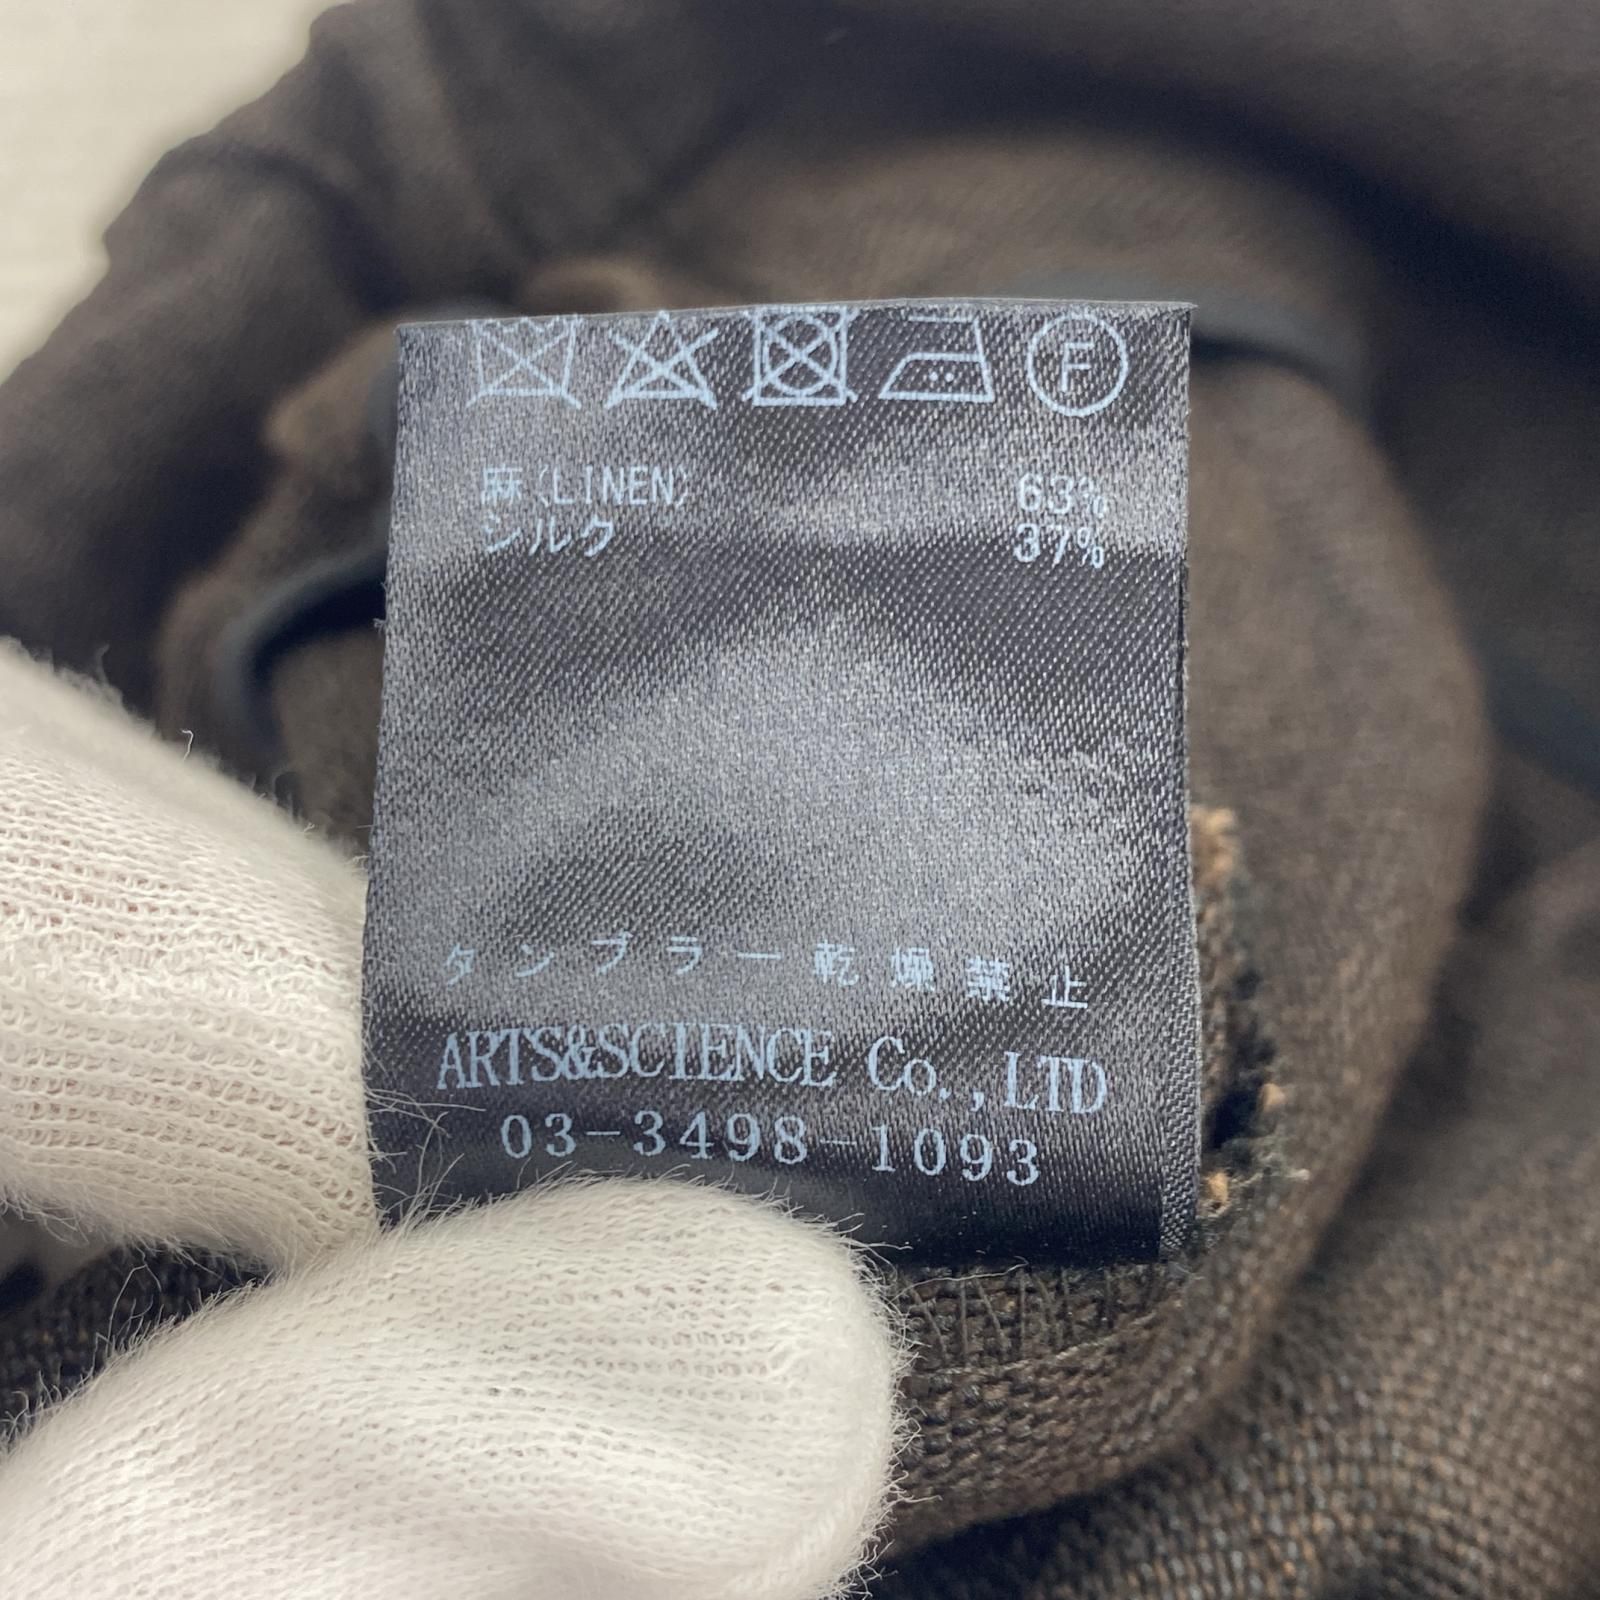 F
麻(LINEN) 63%
シルク 37%
タンブラー乾燥禁止
ARTS&SCIENCE Co.,LTD
03-3498-1093